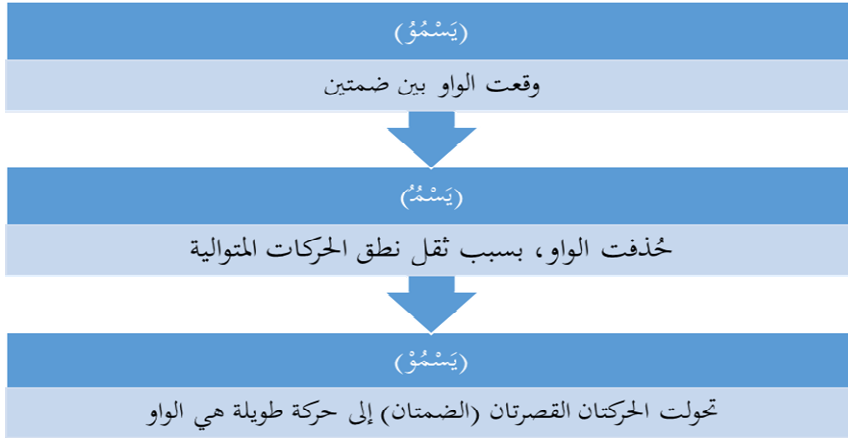 (يَسْمُوُ)
وقعت الواو بين ضمتين
(يَسْمُُ)
حُذفت الواو، بسبب ثقل نطق الحركات المتوالية
(يَسْمُوْ)
تحولت الحركتان القصرتان (الضمتان) إلى حركة طويلة هي الواو